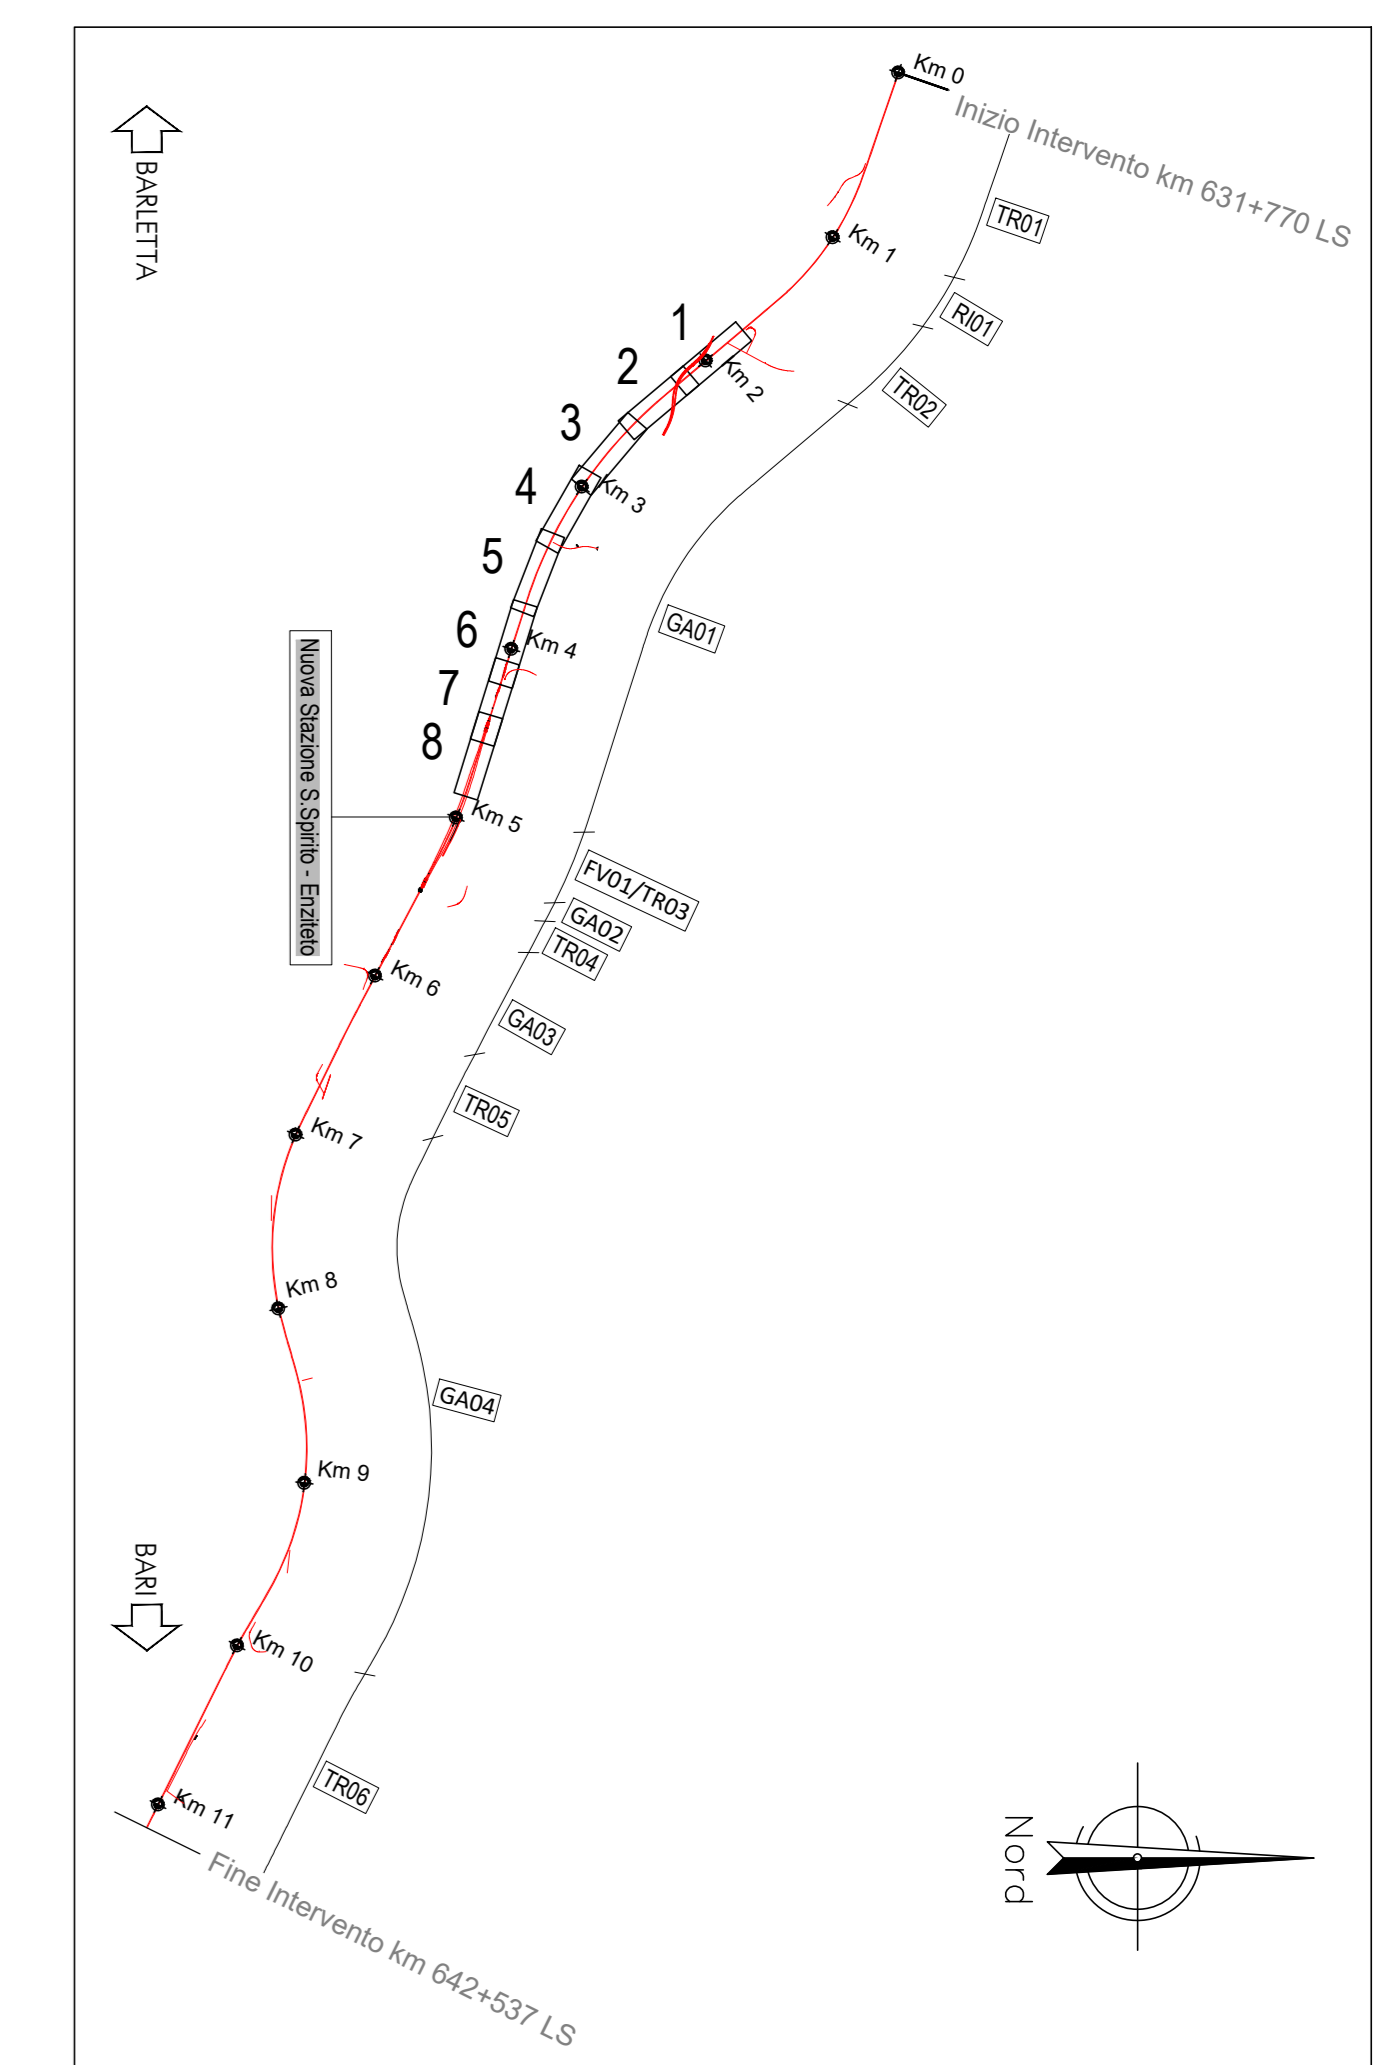 Km 0
Inizio Intervento km 631+770 LS
BARLETTA
TR01
Km 1
RI01
1
Km 2
2
TR02
3
Km 3
4
5
GA01
6
Km 4
7
8
Nuova Stazione S.Spirito - Enziteto
Km 5
FV01/TR03
GA02
TR04
Km 6
GA03
TR05
Km 7
Km 8
GA04
Km 9
BARI
Km 10
TR06
Km 11
Nord
Fine Intervento km 642+537 LS